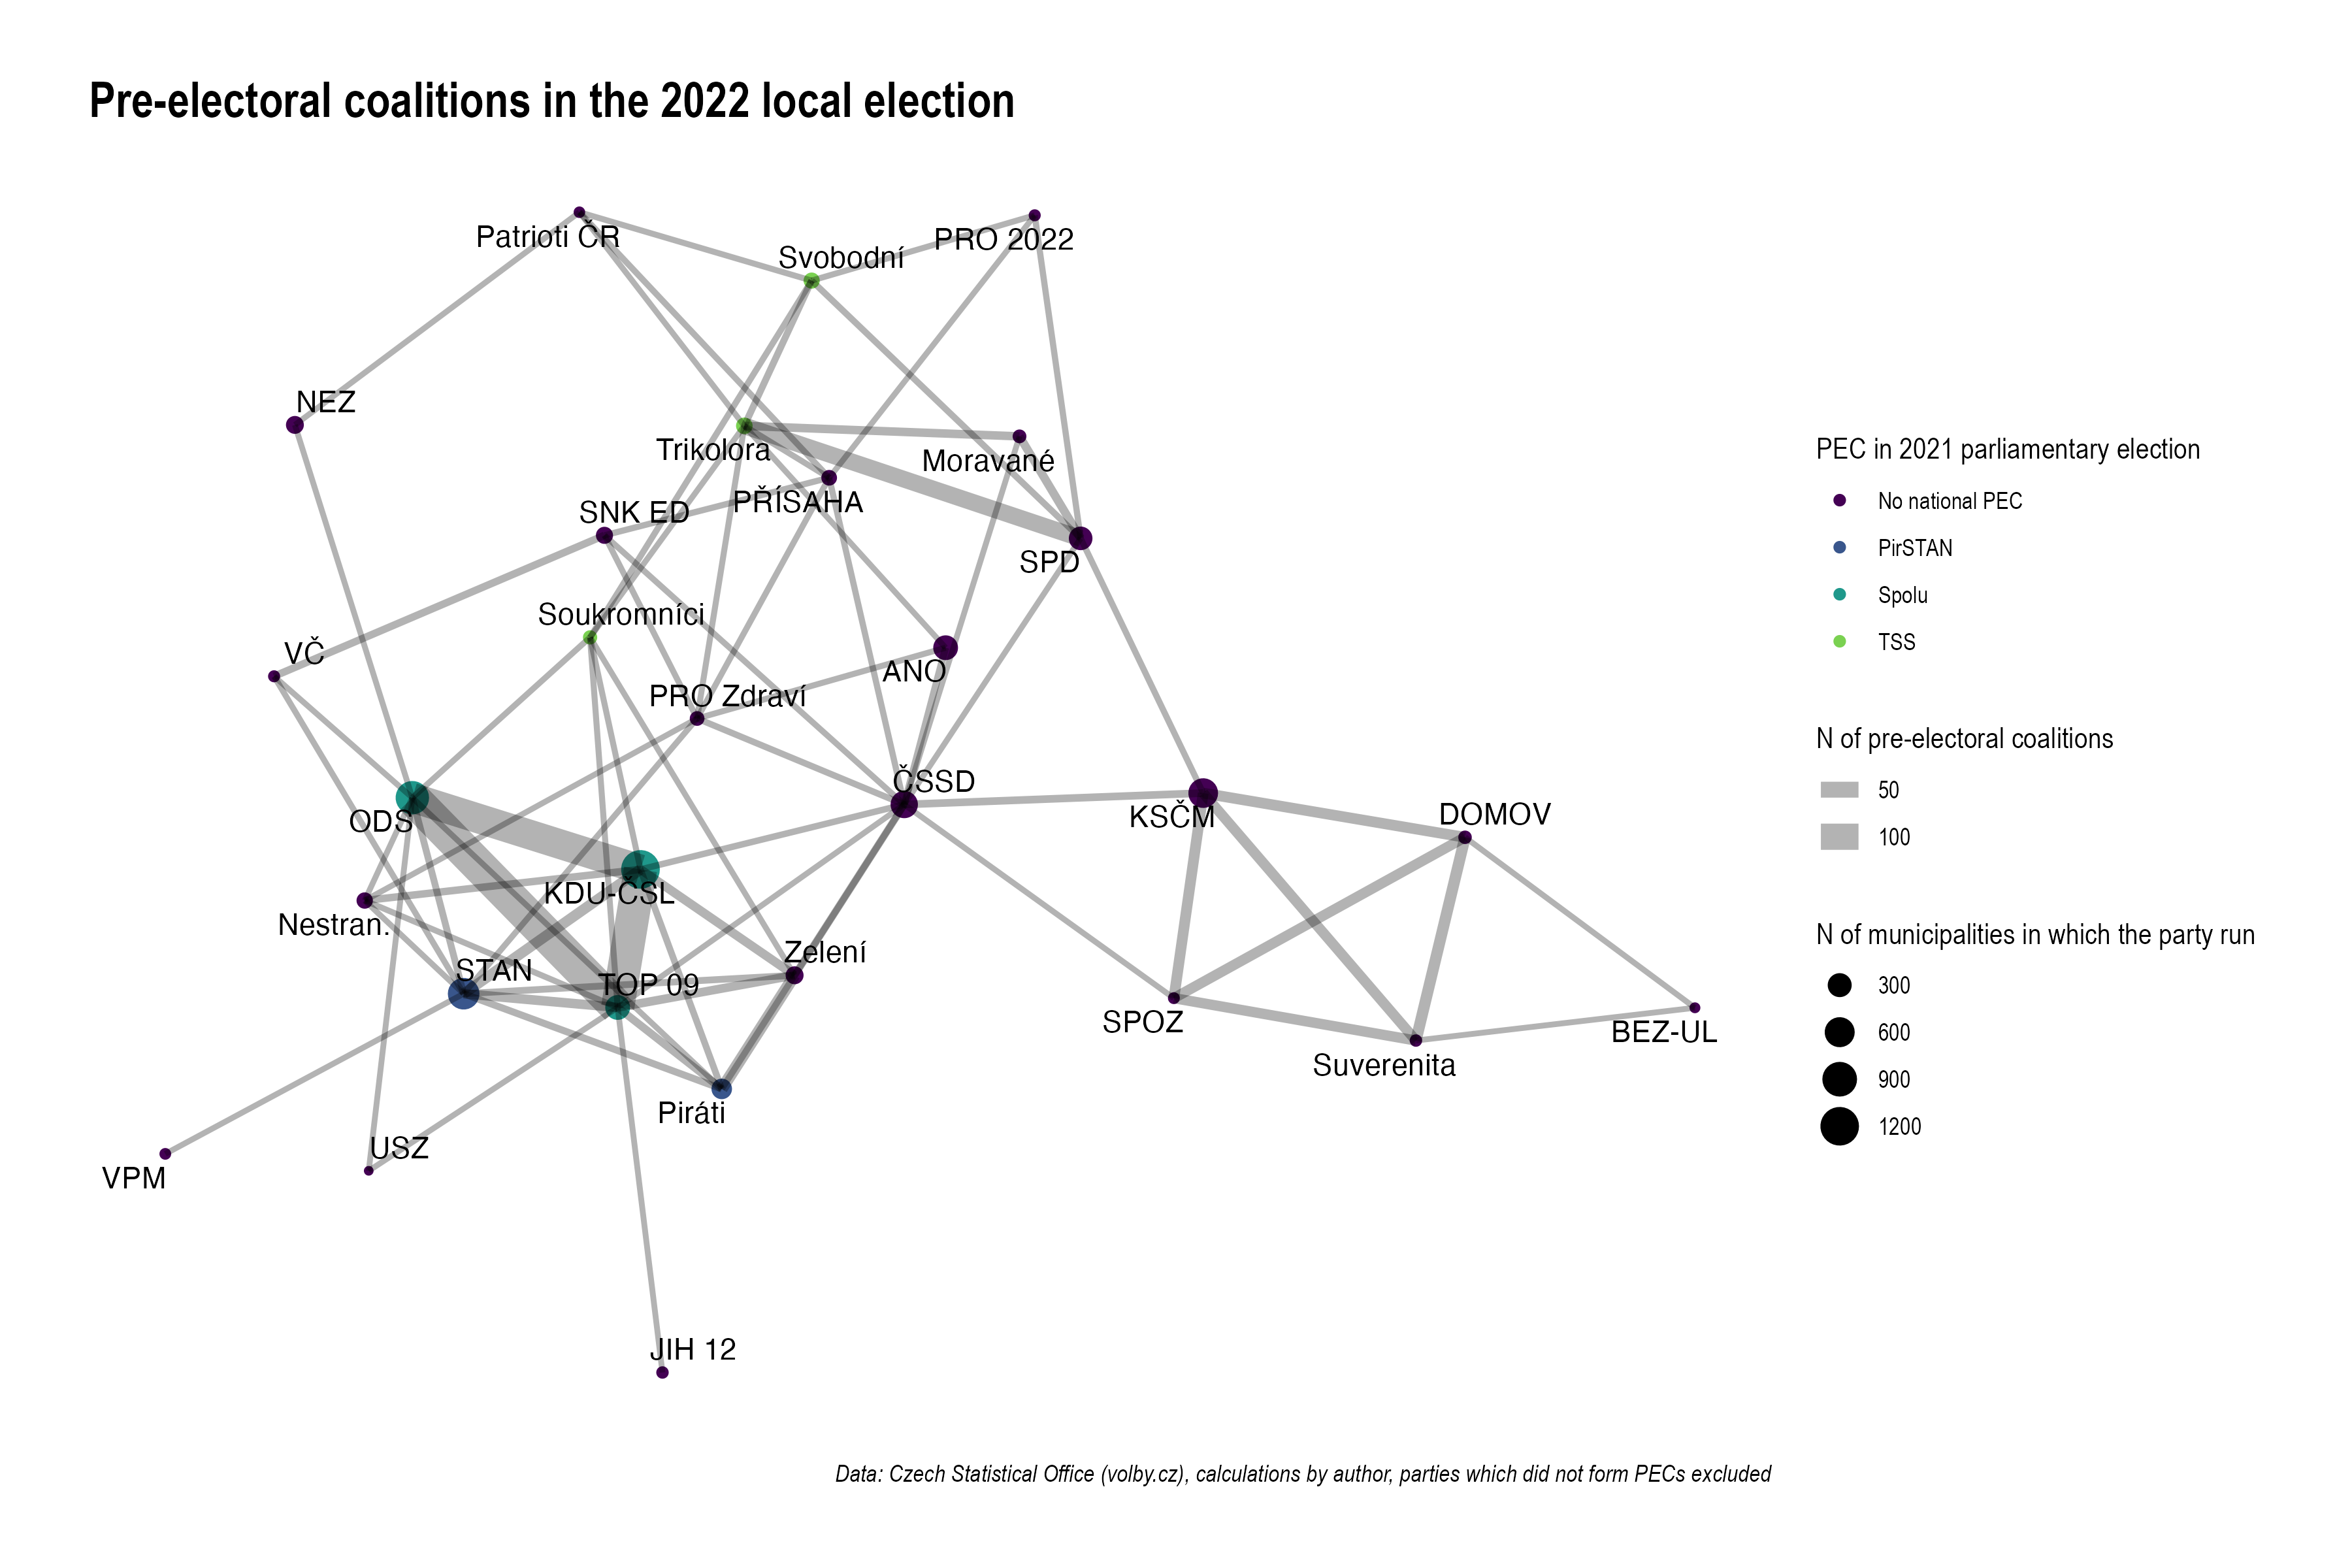 Pre-electoral coalitions in the 2022 local election
Patrioti ČR
PRO 2022
Svobodní
NEZ
Trikolora
Moravané
PŘÍSAHA
SNK ED
SPD
Soukromníci
VČ
ANO
PRO Zdraví
ČSSD
KSČM
DOMOV
ODS
KDU-ČSL
Nestran.
Zelení
STAN
TOP 09
SPOZ
BEZ-UL
Suverenita
Piráti
USZ
VPM
JIH 12
PEC in 2021 parliamentary election
No national PEC
PirSTAN
Spolu
TSS
N of pre-electoral coalitions
50
100
N of municipalities in which the party run
300
600
900
1200
Data: Czech Statistical Office (volby.cz), calculations by author, parties which did not form PECs excluded